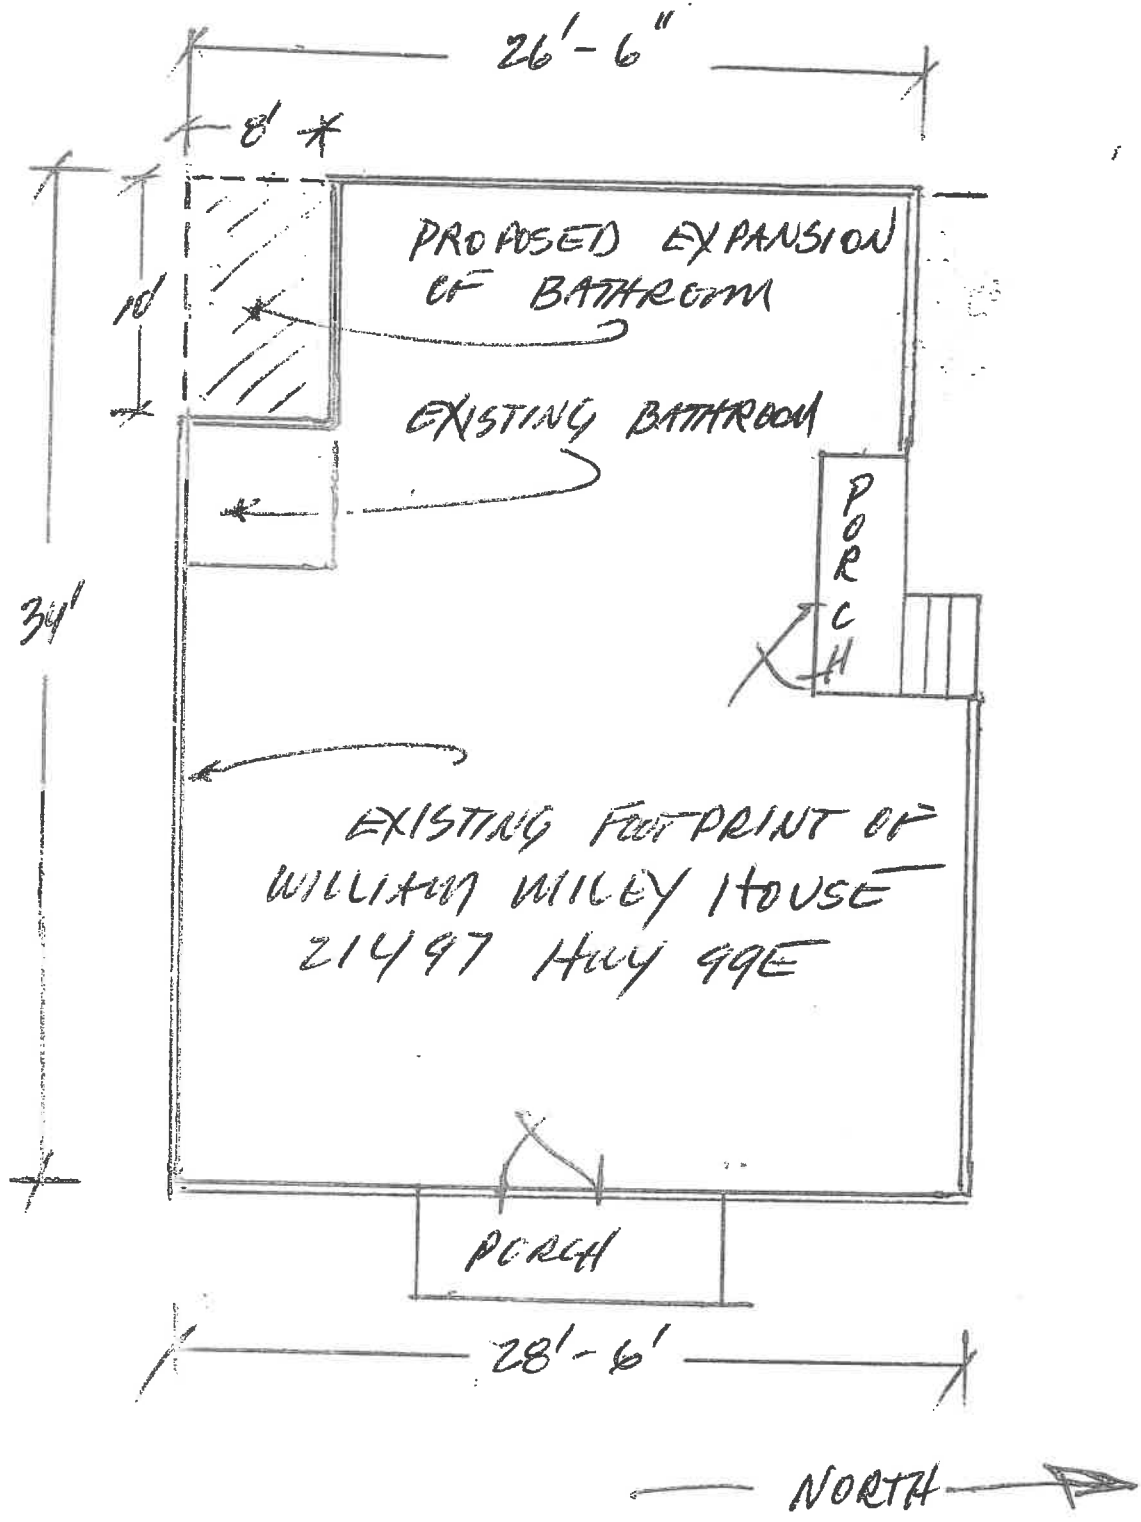 26'-6"
8'
PROPOSED EXPANSION
OF BATHROOM
10'
EXISTING BATHROOM
PORCH
34'
EXISTING FOOTPRINT OF
WILLIAM WILEY HOUSE
21497 HWY 99E
PORCH
28'-6'
NORTH